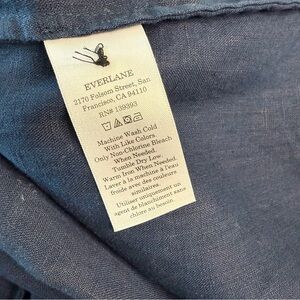 EVERLANE
2170 Folsom Street, San
Francisco, CA 94110
RN# 139393
Machine Wash Cold
With Like Colors.
Only Non-Chlorine Bleach
When Needed.
Tumble Dry Low.
Warm Iron When Needed.
Laver à la machine à l'eau
froide avec des couleurs
similaires.
Utiliser uniquement un
agent de blanchiment sans
chlore au besoin.